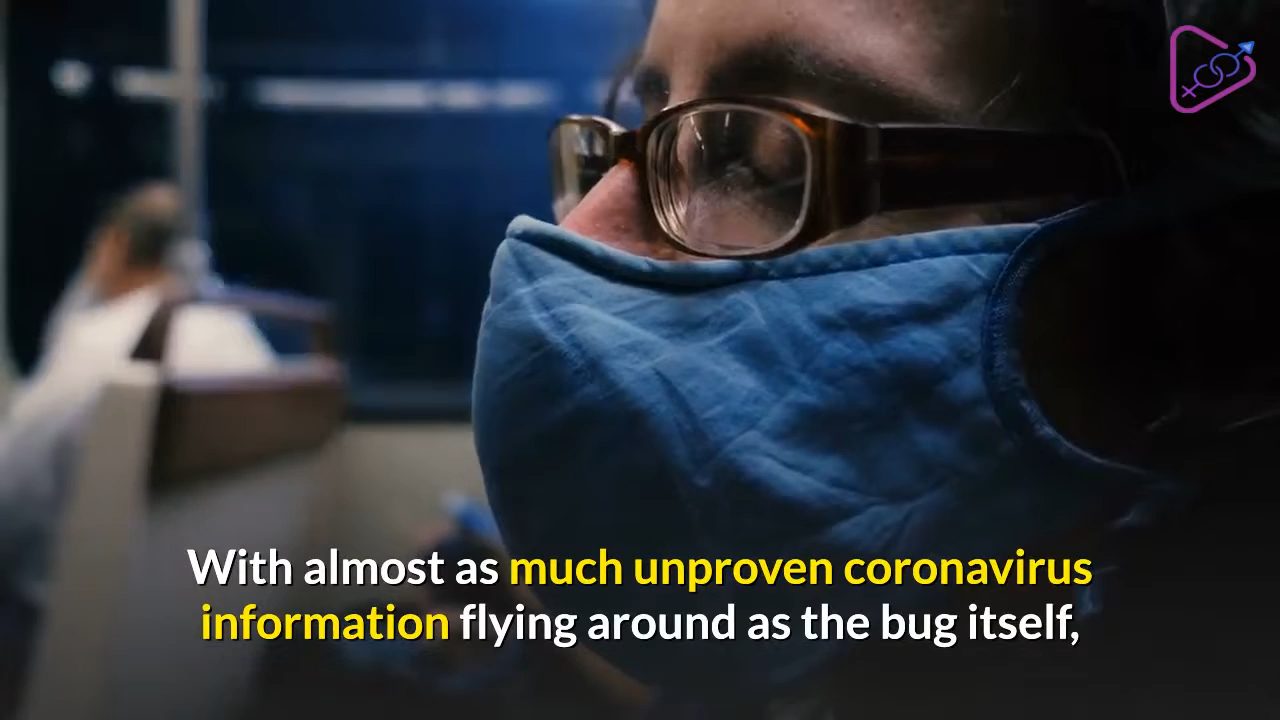 With almost as much unproven coronavirus
information flying around as the bug itself,